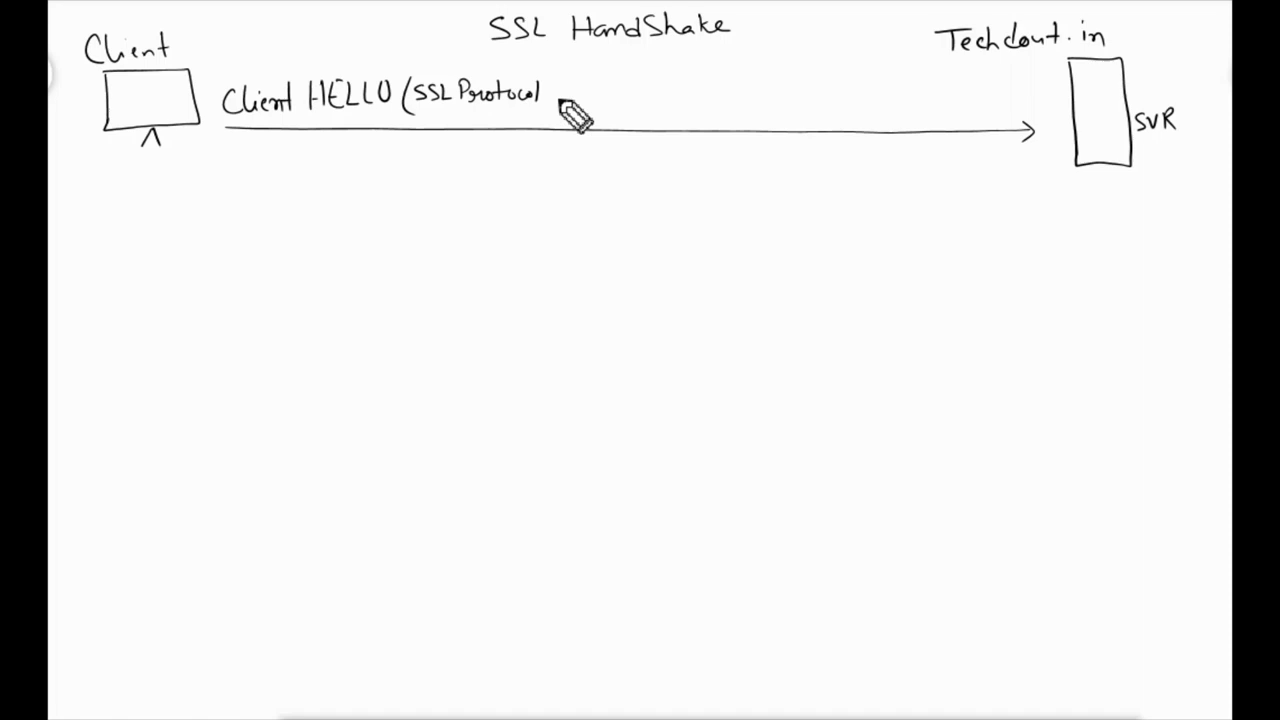 SSL HandShake
Client
Techdout.in
Client HELLO (SSL Protocol
SVR